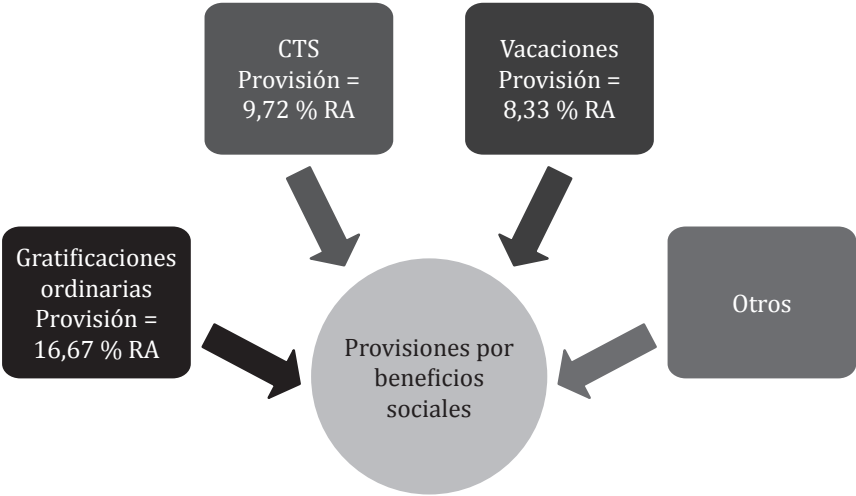 CTS
Provisión =
9,72 % RA
Vacaciones
Provisión =
8,33 % RA
Gratificaciones
ordinarias
Provisión =
16,67 % RA
Otros
Provisiones por
beneficios
sociales